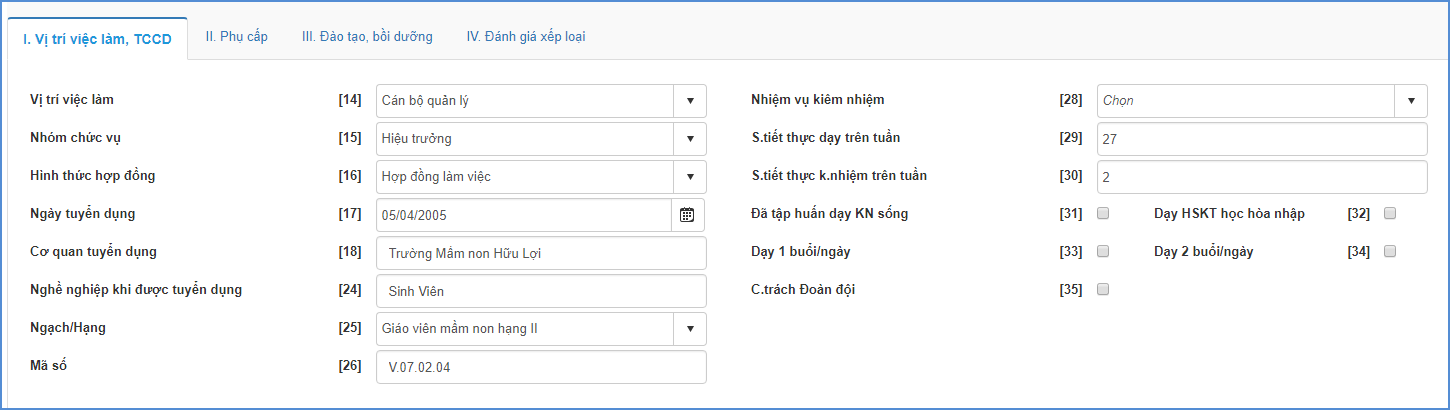 I. Vị trí việc làm, TCCD II. Phụ cấp III. Đào tạo, bồi dưỡng IV. Đánh giá xếp loại
Vị trí việc làm [14] Cán bộ quản lý
Nhóm chức vụ [15] Hiệu trưởng
Hình thức hợp đồng [16] Hợp đồng làm việc
Ngày tuyển dụng [17] 05/04/2005
Cơ quan tuyển dụng [18] Trường Mầm non Hữu Lợi
Nghề nghiệp khi được tuyển dụng [24] Sinh Viên
Ngạch/Hạng [25] Giáo viên mầm non hạng II
Mã số [26] V.07.02.04
Nhiệm vụ kiêm nhiệm [28] Chọn
S.tiết thực dạy trên tuần [29] 27
S.tiết thực k.nhiệm trên tuần [30] 2
Đã tập huấn dạy KN sống [31] Dạy HSKT học hòa nhập [32]
Dạy 1 buổi/ngày [33] Dạy 2 buổi/ngày [34]
C.trách Đoàn đội [35]